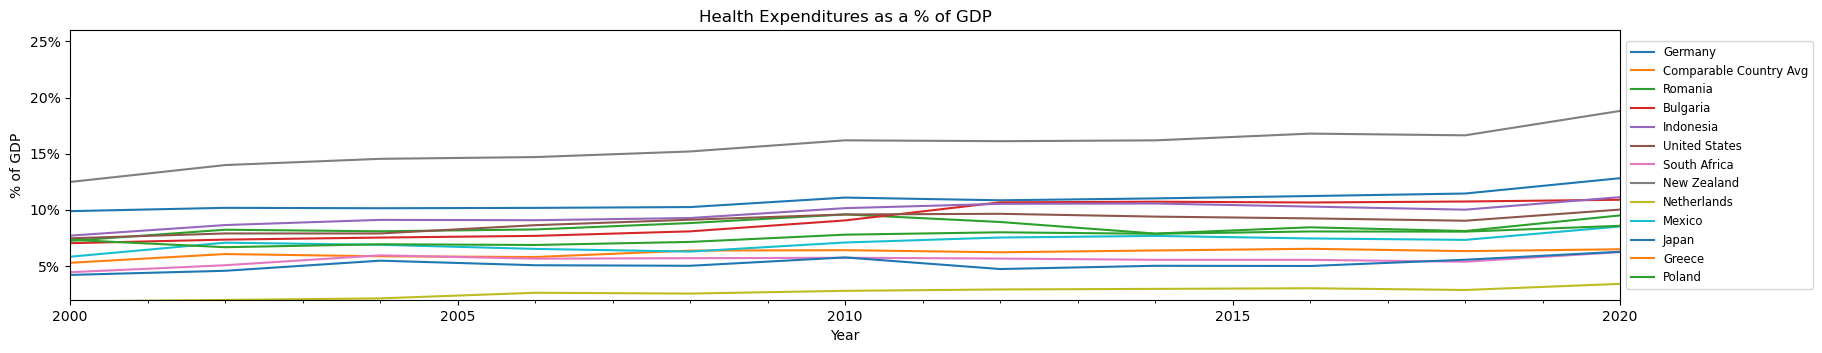 Health Expenditures as a % of GDP
25%
20%
15%
10%
5%
% of GDP
2000
2005
2010
2015
2020
Year
Germany
Comparable Country Avg
Romania
Bulgaria
Indonesia
United States
South Africa
New Zealand
Netherlands
Mexico
Japan
Greece
Poland